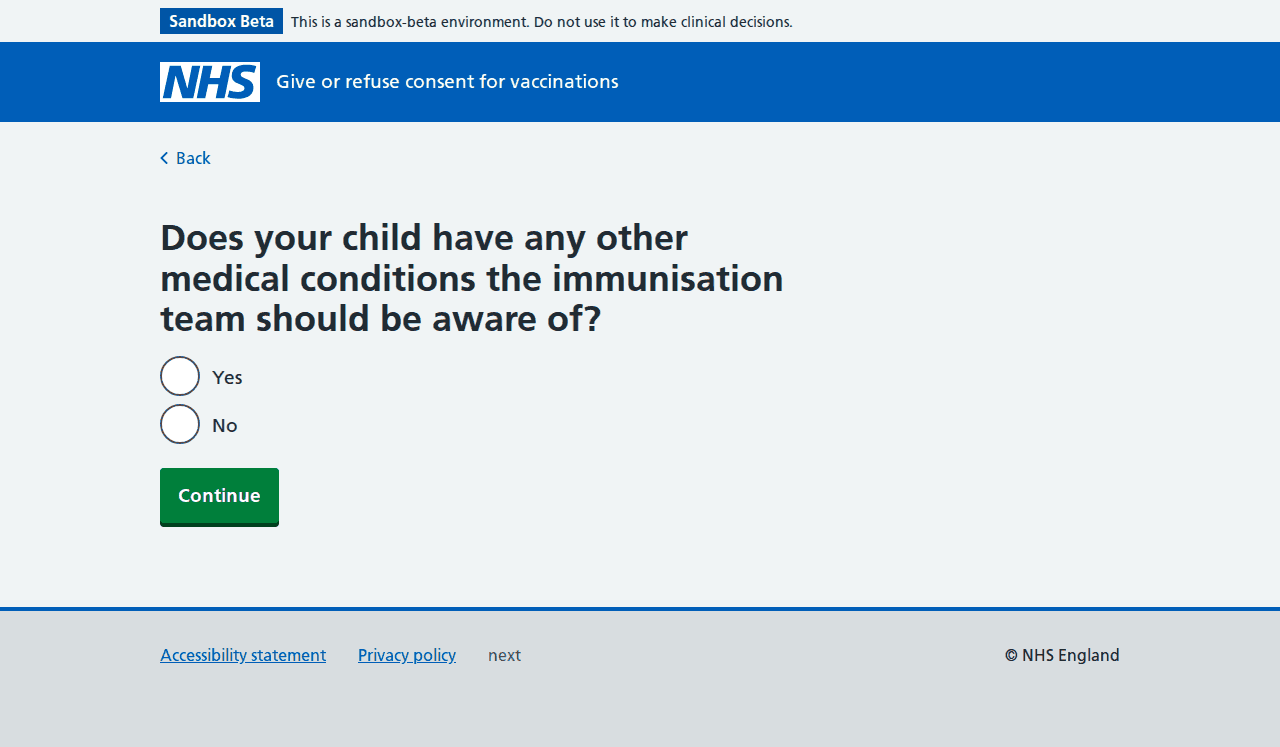 Sandbox Beta This is a sandbox-beta environment. Do not use it to make clinical decisions.
NHS Give or refuse consent for vaccinations
Back
Does your child have any other
medical conditions the immunisation
team should be aware of?
Yes
No
Continue
Accessibility statement Privacy policy next © NHS England